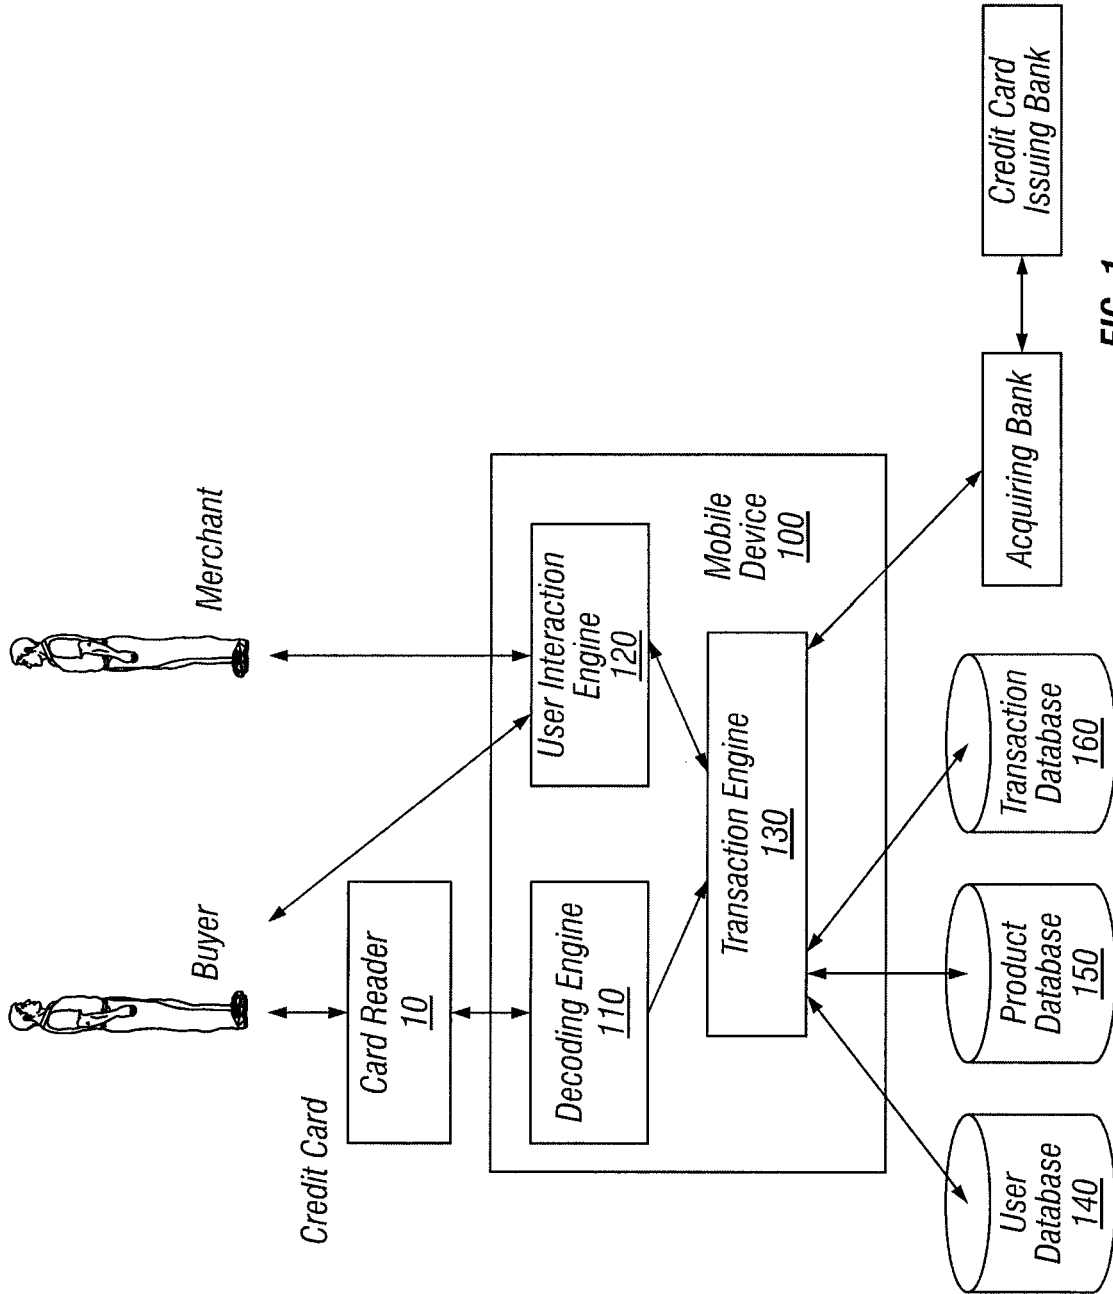 Buyer
Merchant
Credit Card
Card Reader
10
Decoding Engine
110
User Interaction
Engine
120
Transaction Engine
130
Mobile
Device
100
User
Database
140
Product
Database
150
Transaction
Database
160
Acquiring Bank
Credit Card
Issuing Bank
FIG. 1